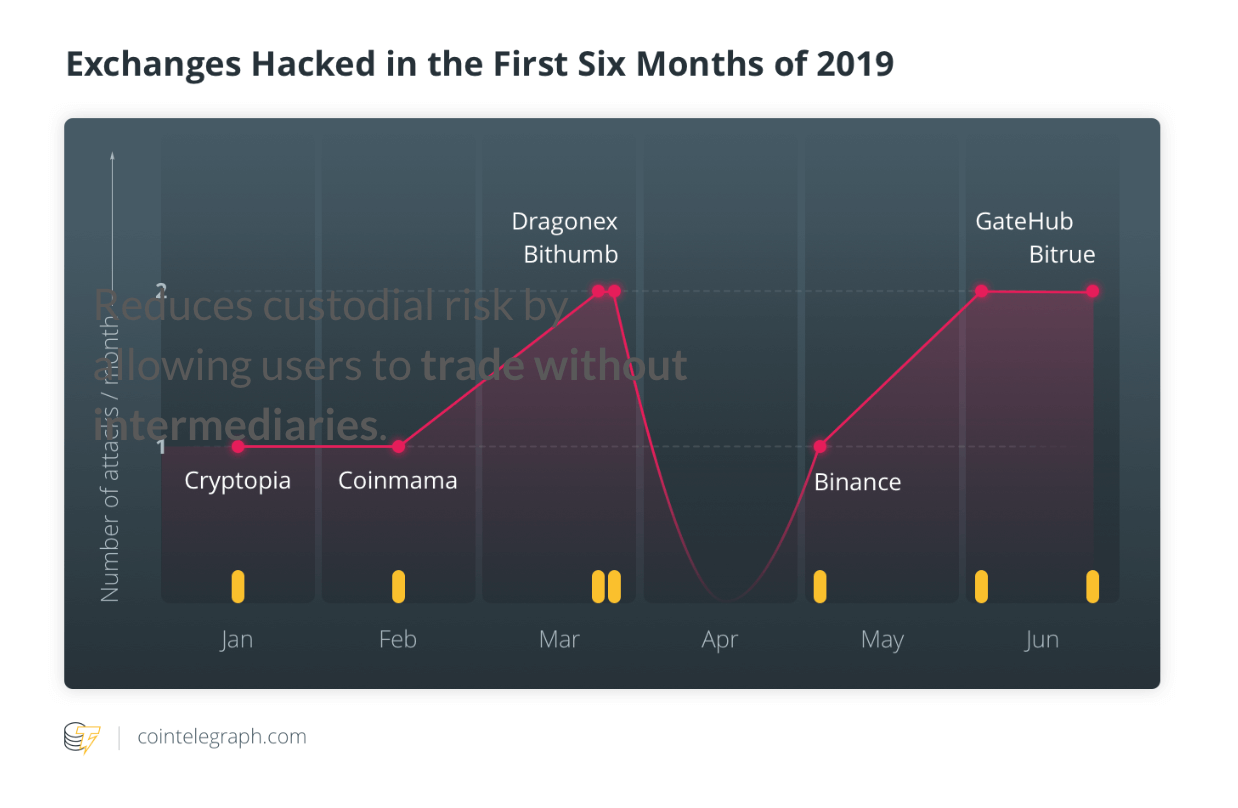 Exchanges Hacked in the First Six Months of 2019
Number of attacks / month
2
1
Dragonex
Bithumb
GateHub
Bitrue
Reduces custodial risk by
allowing users to trade without
intermediaries.
Cryptopia
Coinmama
Binance
Jan
Feb
Mar
Apr
May
Jun
cointelegraph.com